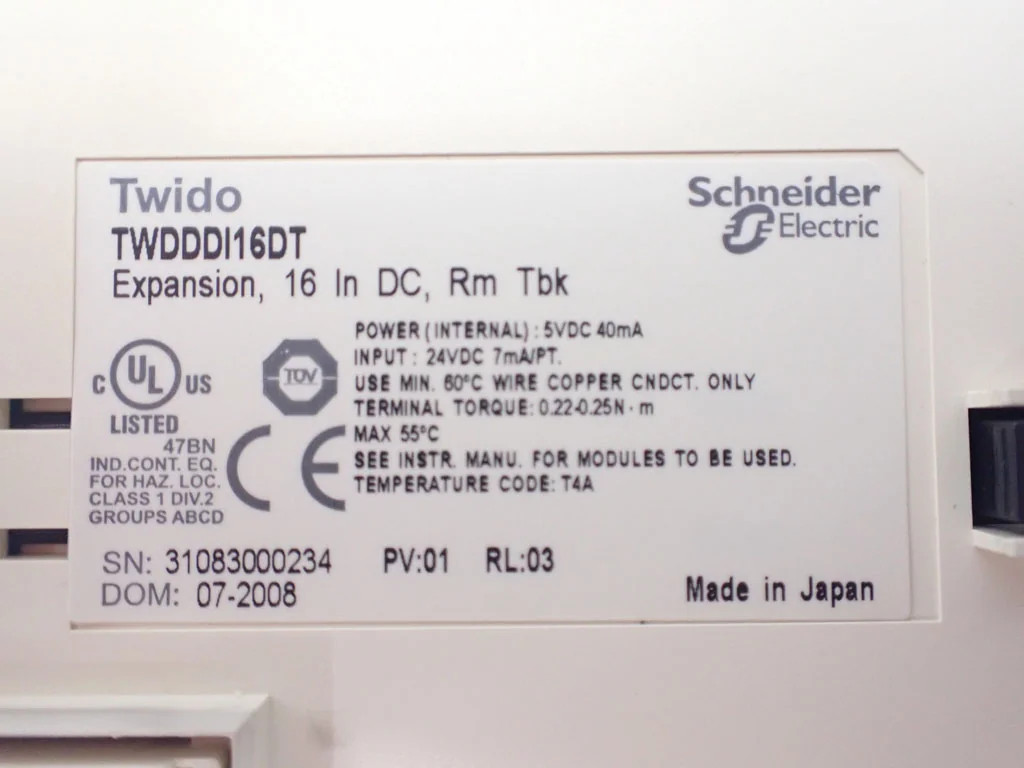 Twido
Schneider
Electric
TWDDDI16DT
Expansion, 16 In DC, Rm Tbk
POWER (INTERNAL) : 5VDC 40mA
INPUT : 24VDC 7mA/PT.
USE MIN. 60°C WIRE COPPER CNDCT. ONLY
TERMINAL TORQUE: 0.22-0.25N·m
MAX 55°C
SEE INSTR. MANU. FOR MODULES TO BE USED.
TEMPERATURE CODE: T4A
C UL US
LISTED
47BN
IND.CONT. EQ.
FOR HAZ. LOC.
CLASS 1 DIV.2
GROUPS ABCD
TÜV
CE
SN: 31083000234 PV:01 RL:03
DOM: 07-2008
Made in Japan